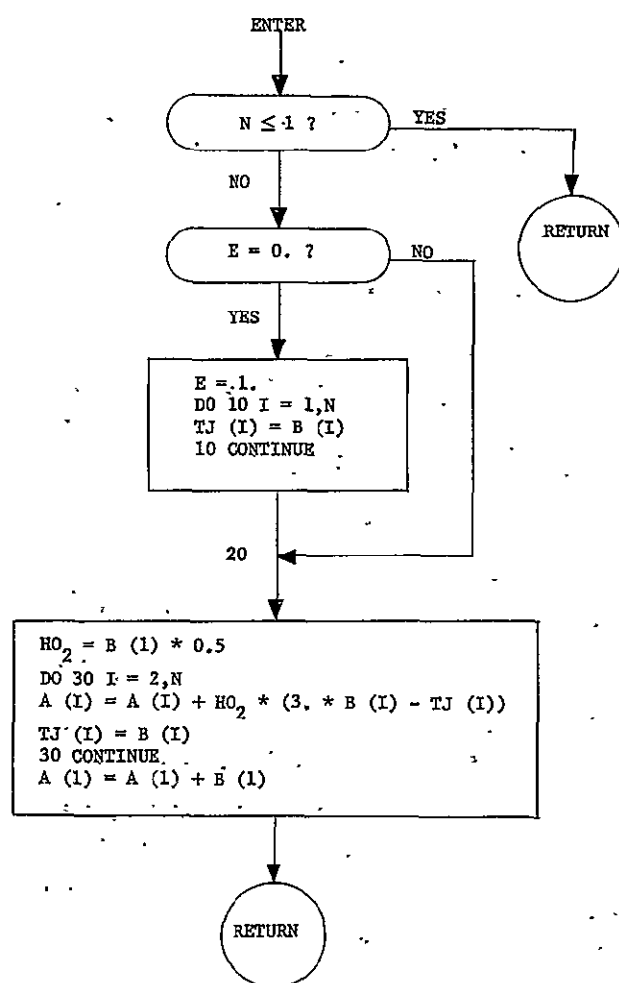 ENTER
N ≤ 1 ?
YES
NO
RETURN
E = 0. ?
NO
YES
E = 1.
DO 10 I = 1,N
TJ (I) = B (I)
10 CONTINUE
20
HO₂ = B (1) * 0.5
DO 30 I = 2,N
A (I) = A (I) + HO₂ * (3. * B (I) - TJ (I))
TJ (I) = B (I)
30 CONTINUE
A (1) = A (1) + B (1)
RETURN